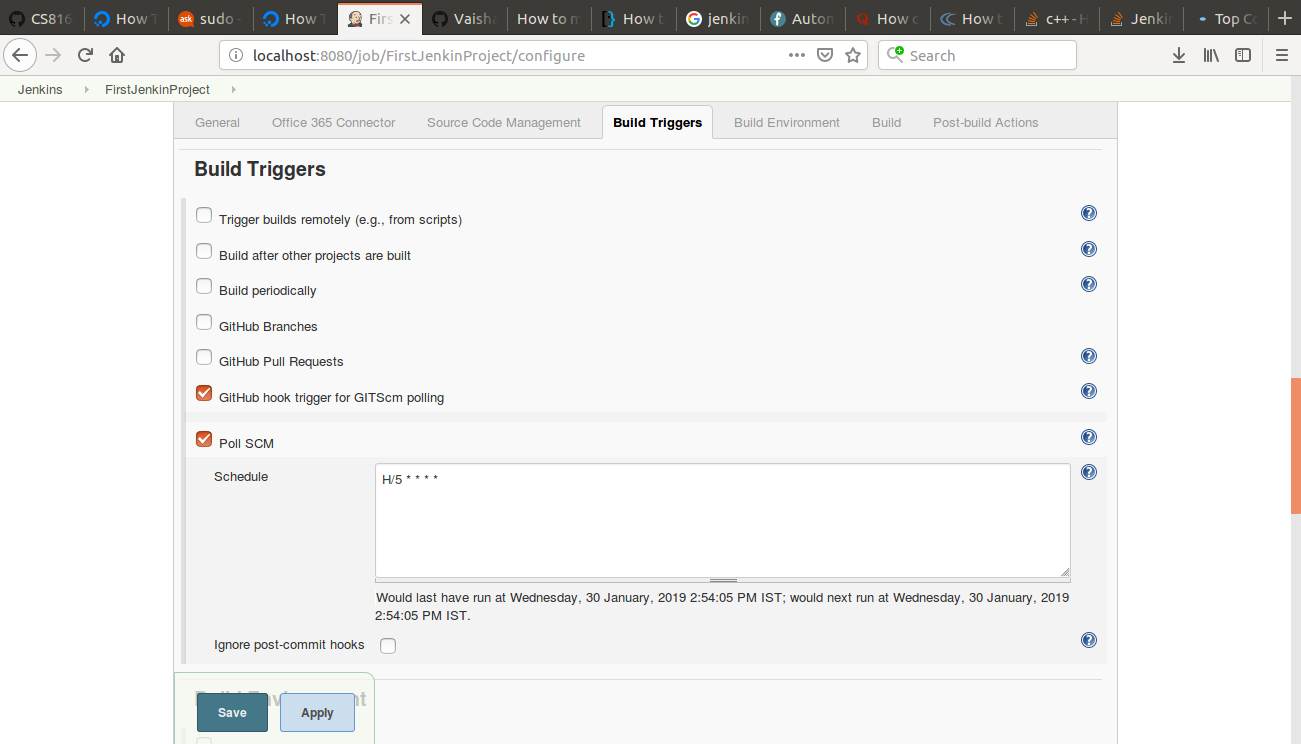 CS816 How T sudo - How T Firs Vaisha How to m How t jenkin Auton How c How t c++ - H Jenkin Top Co
localhost:8080/job/FirstJenkinProject/configure Search
Jenkins FirstJenkinProject
General Office 365 Connector Source Code Management Build Triggers Build Environment Build Post-build Actions
Build Triggers
Trigger builds remotely (e.g., from scripts)
Build after other projects are built
Build periodically
GitHub Branches
GitHub Pull Requests
GitHub hook trigger for GITScm polling
Poll SCM
Schedule H/5 * * * *
Would last have run at Wednesday, 30 January, 2019 2:54:05 PM IST; would next run at Wednesday, 30 January, 2019
2:54:05 PM IST.
Ignore post-commit hooks
Save Apply